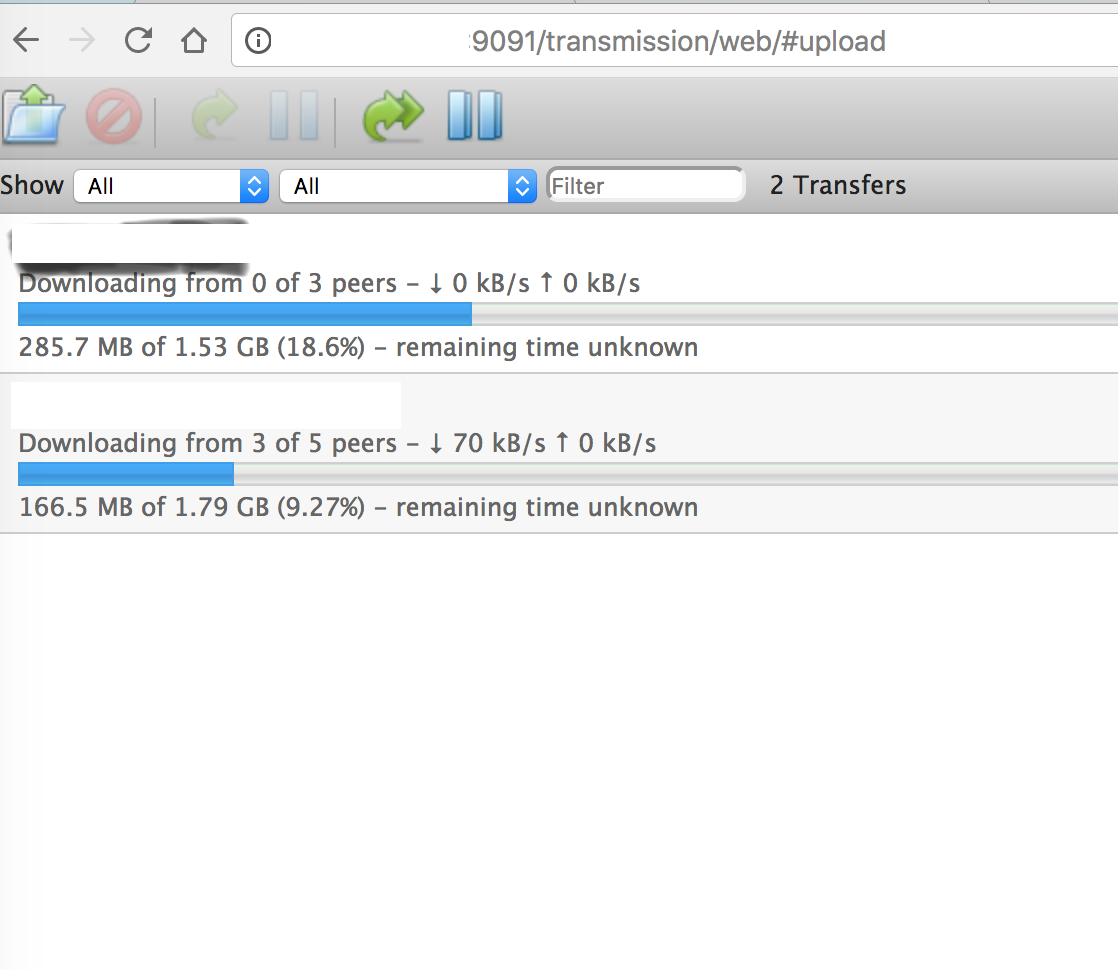 :9091/transmission/web/#upload
Show All All Filter 2 Transfers
Downloading from 0 of 3 peers – ↓ 0 kB/s ↑ 0 kB/s
285.7 MB of 1.53 GB (18.6%) – remaining time unknown
Downloading from 3 of 5 peers – ↓ 70 kB/s ↑ 0 kB/s
166.5 MB of 1.79 GB (9.27%) – remaining time unknown